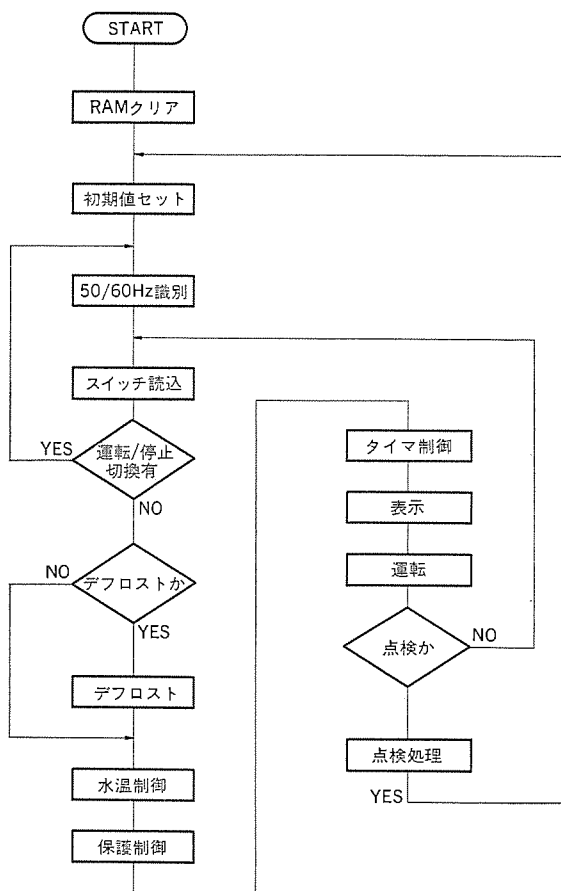 START
RAMクリア
初期値セット
50/60Hz識別
スイッチ読込
YES
運転/停止
切換有
NO
NO
デフロストか
YES
デフロスト
水温制御
保護制御
タイマ制御
表示
運転
点検か
NO
点検処理
YES